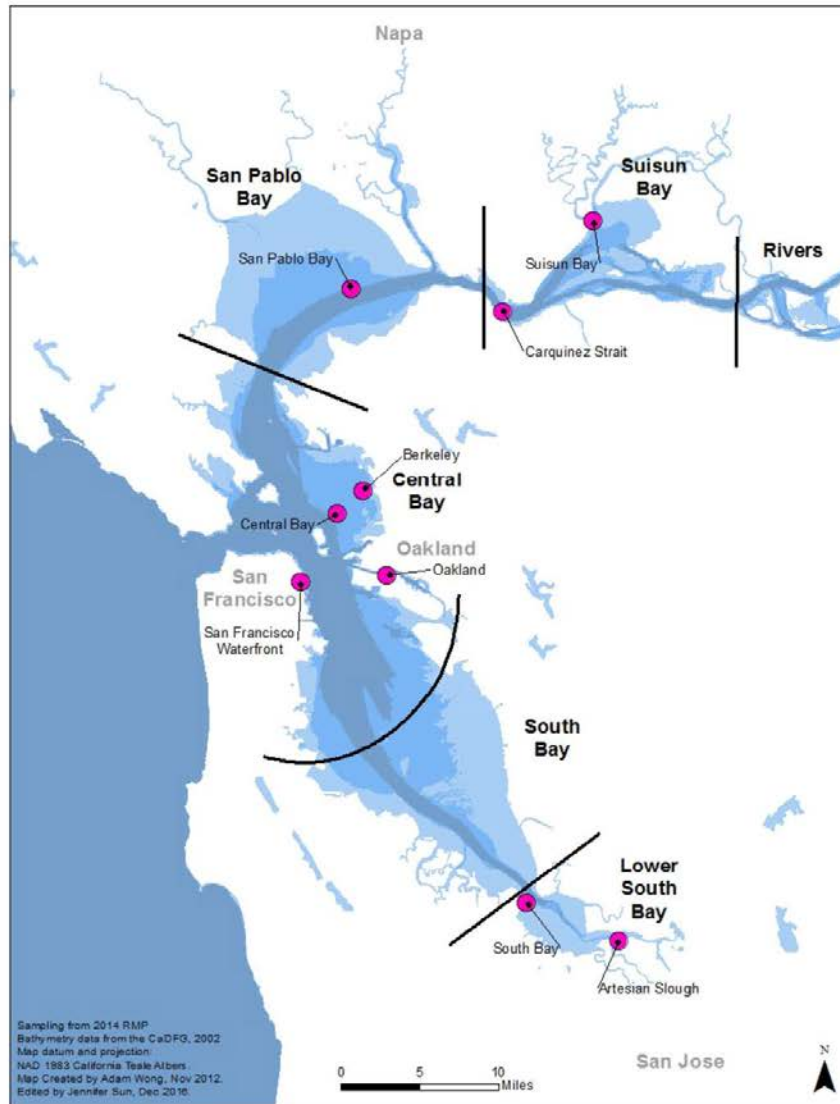 Napa
San Pablo
Bay
Suisun
Bay
San Pablo Bay
Suisun Bay
Rivers
Carquinez Strait
Berkeley
Central
Bay
Central Bay
Oakland
Oakland
San
Francisco
San Francisco
Waterfront
South
Bay
Lower
South
Bay
South Bay
Artesian Slough
Sampling from 2014 RMP
Bathymetry data from the CaDFG, 2002
Map datum and projection:
NAD 1983 California Teale Albers.
Map Created by Adam Wong, Nov 2012.
Edited by Jennifer Sun, Dec 2016.
0 5 10
Miles
San Jose
N